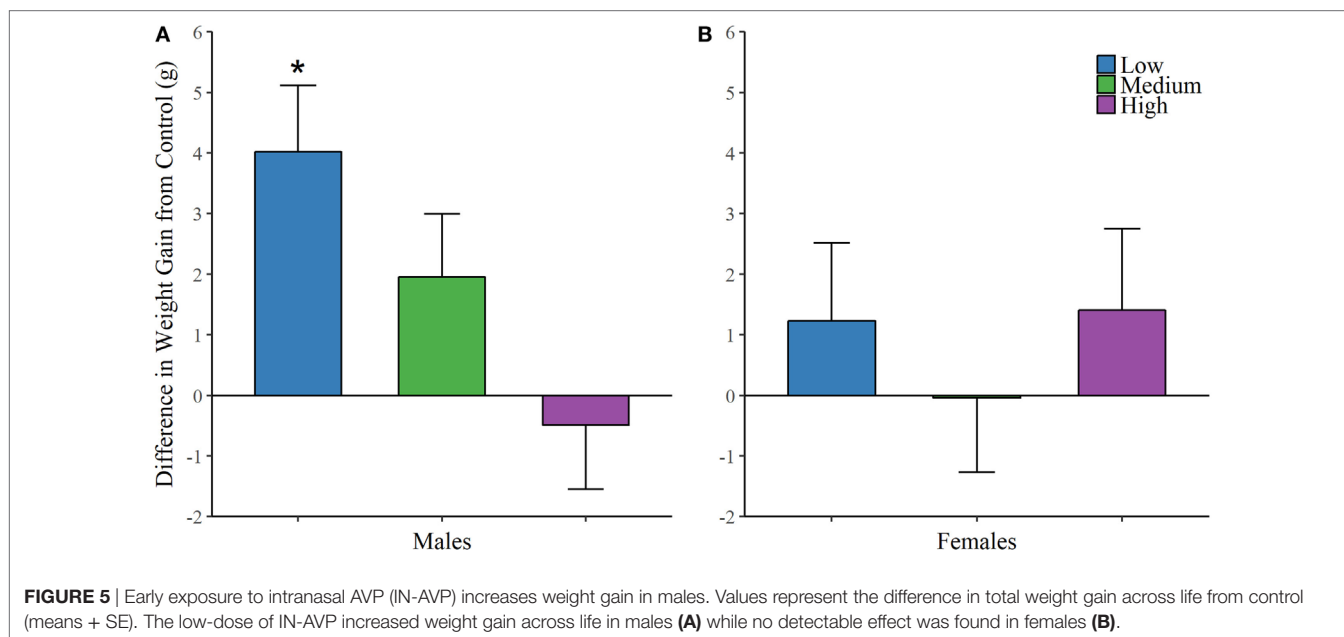 A
B
Difference in Weight Gain from Control (g)
6
5
4
3
2
1
0
-1
-2
*
Males
6
5
4
3
2
1
0
-1
-2
Low
Medium
High
Females
FIGURE 5 | Early exposure to intranasal AVP (IN-AVP) increases weight gain in males. Values represent the difference in total weight gain across life from control
(means + SE). The low-dose of IN-AVP increased weight gain across life in males (A) while no detectable effect was found in females (B).